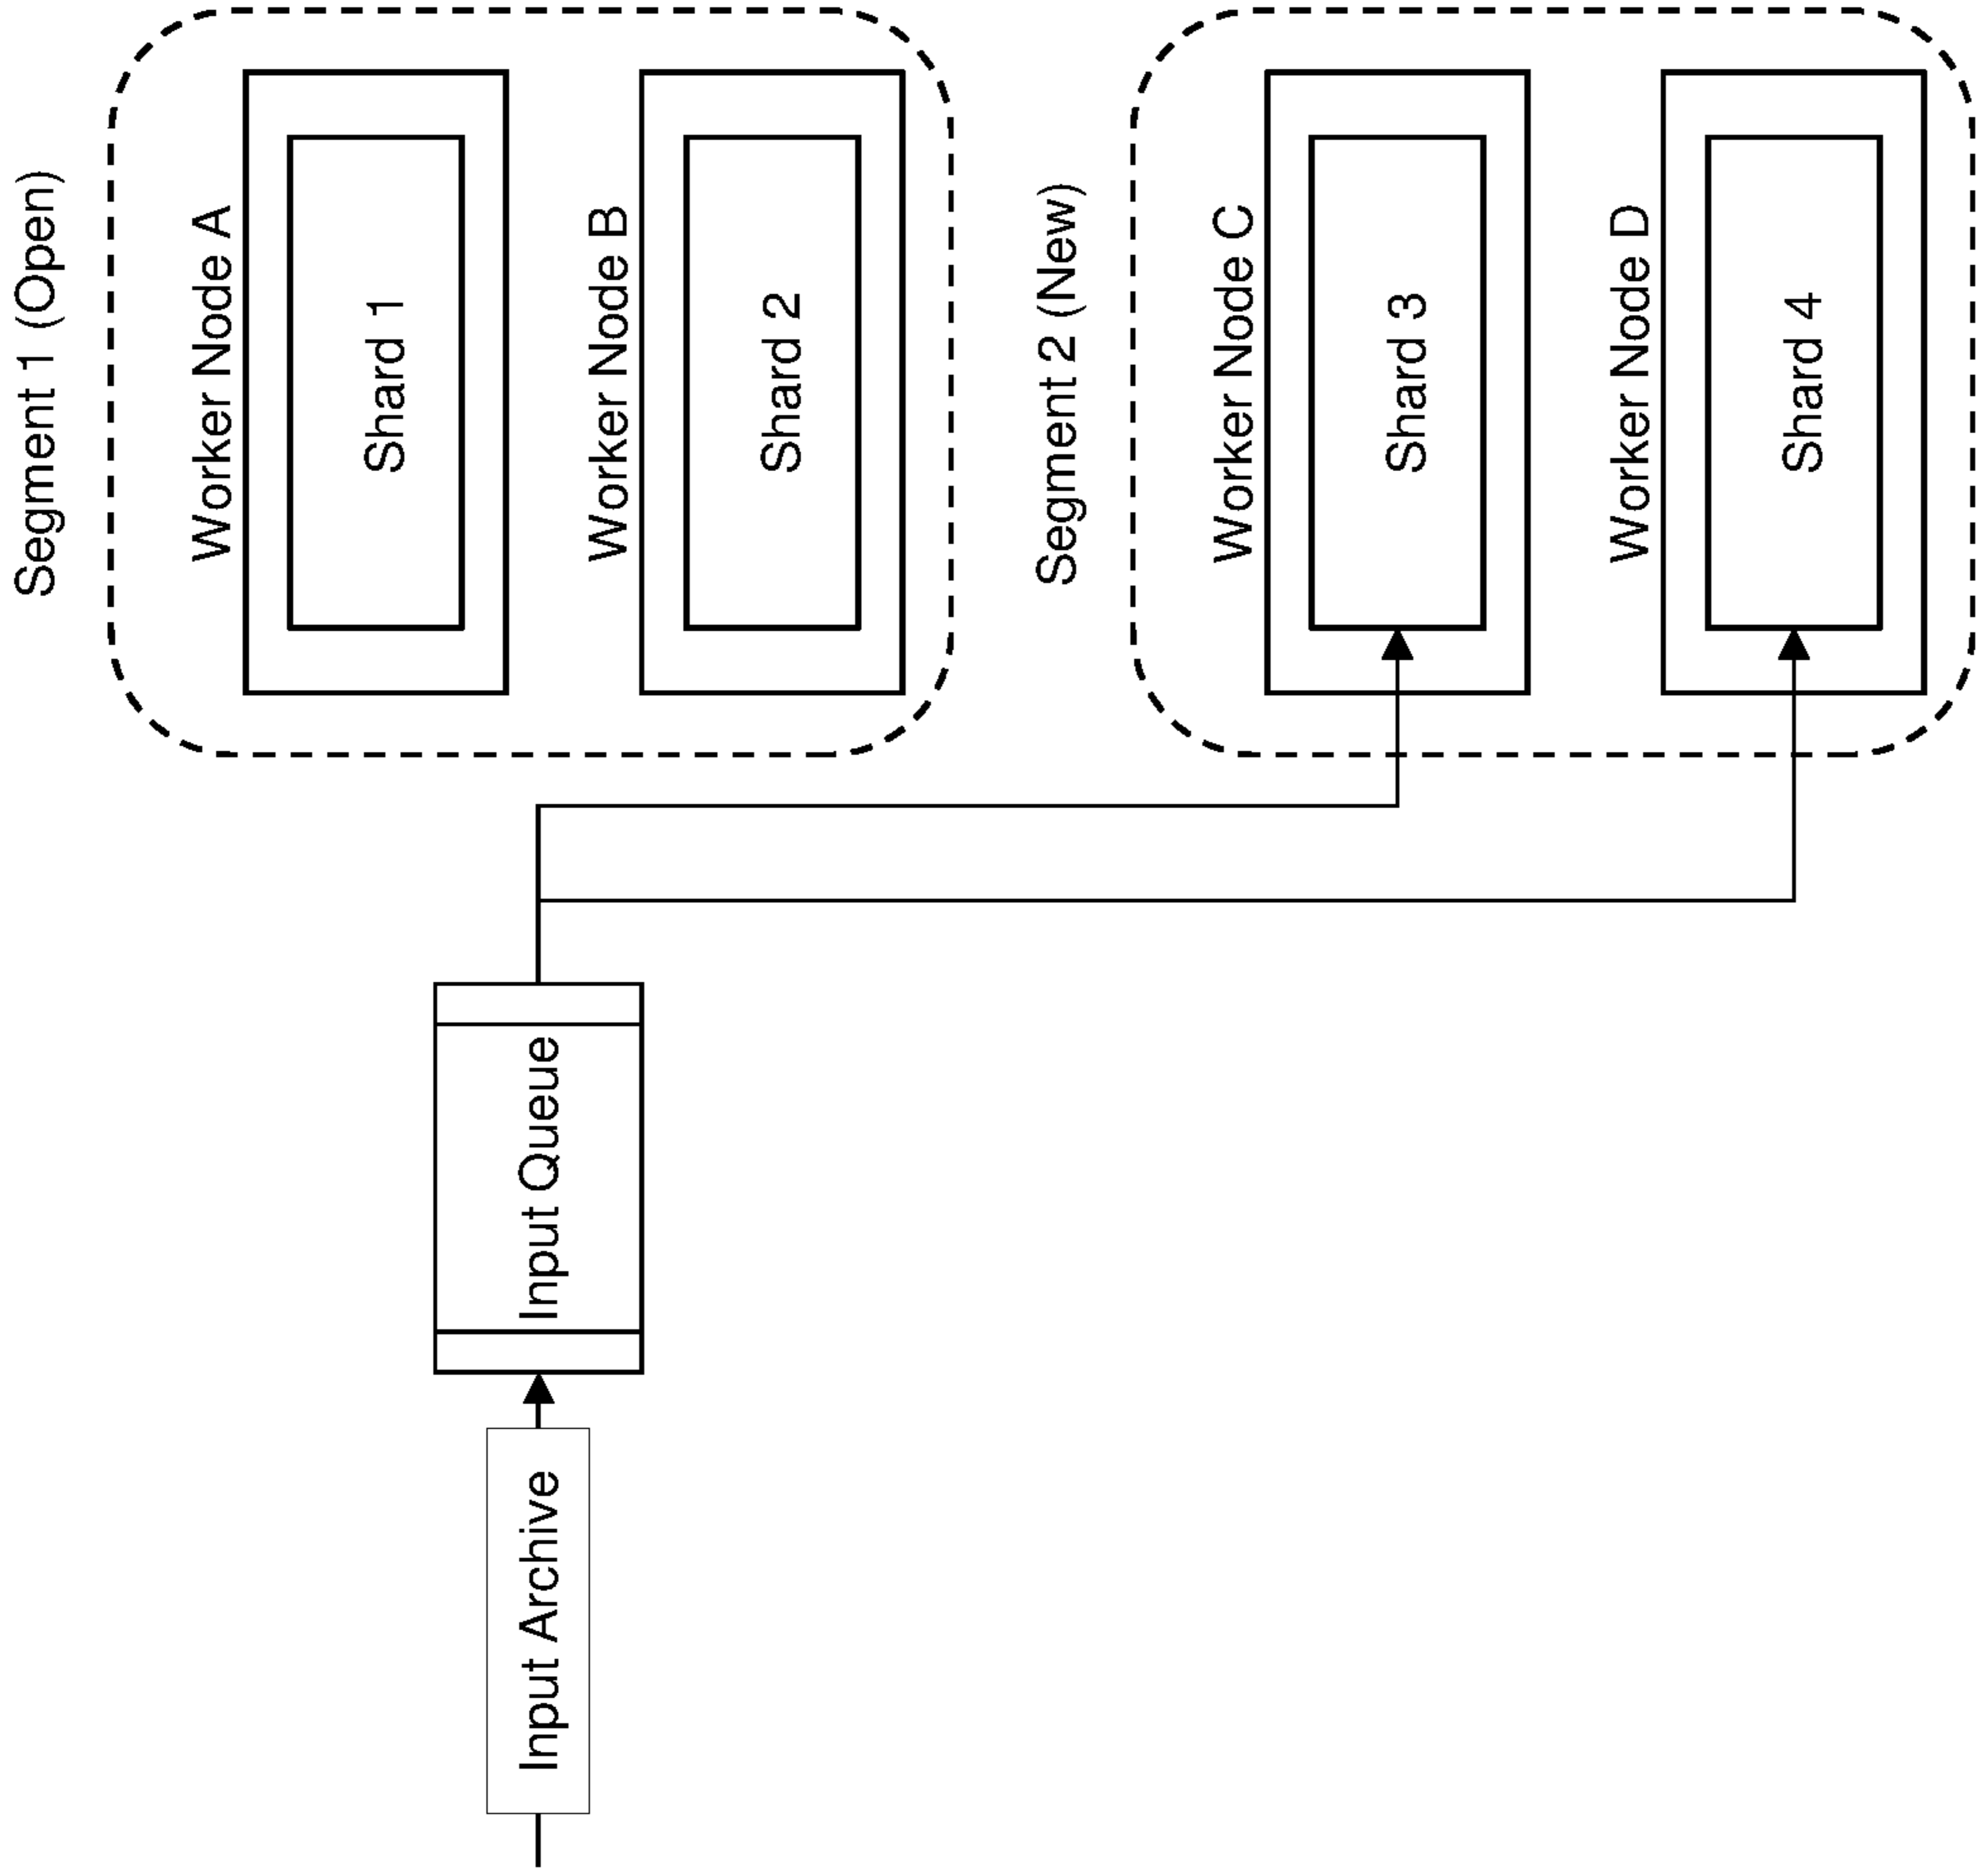 Segment 1 (Open)
Worker Node A
Shard 1
Worker Node B
Shard 2
Segment 2 (New)
Worker Node C
Shard 3
Worker Node D
Shard 4
Input Archive
Input Queue